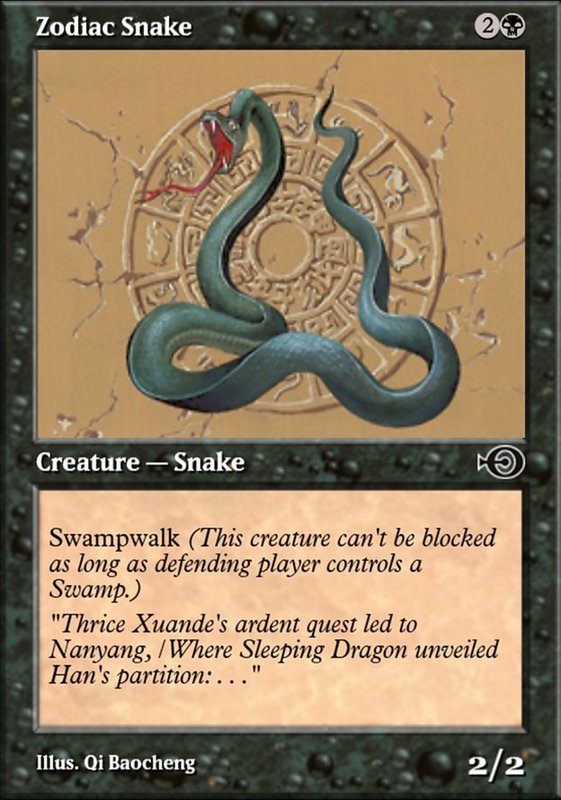 Zodiac Snake 2
Creature — Snake
Swampwalk (This creature can't be blocked
as long as defending player controls a
Swamp.)
"Thrice Xuande's ardent quest led to
Nanyang, /Where Sleeping Dragon unveiled
Han's partition: . . ."
Illus. Qi Baocheng 2/2